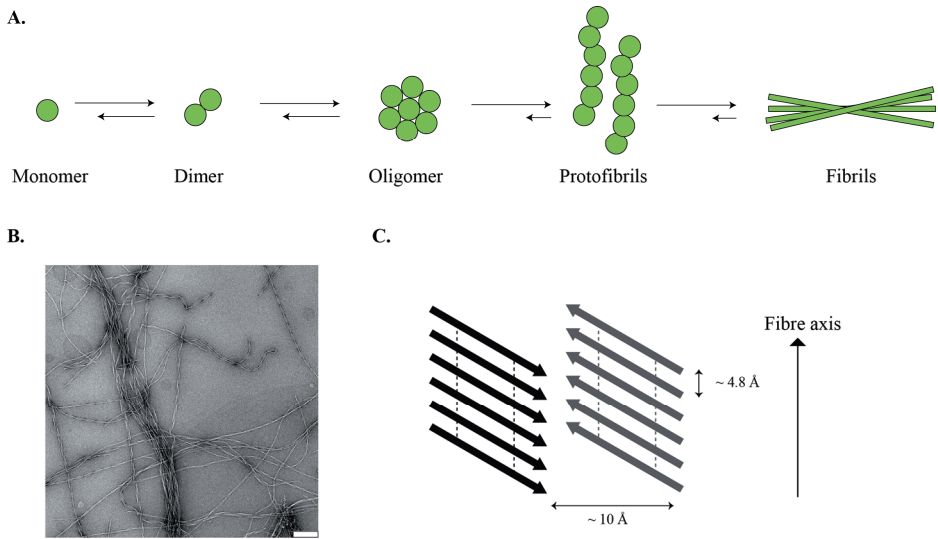 A.
Monomer
Dimer
Oligomer
Protofibrils
Fibrils
B.
C.
Fibre axis
~ 4.8 Å
~ 10 Å